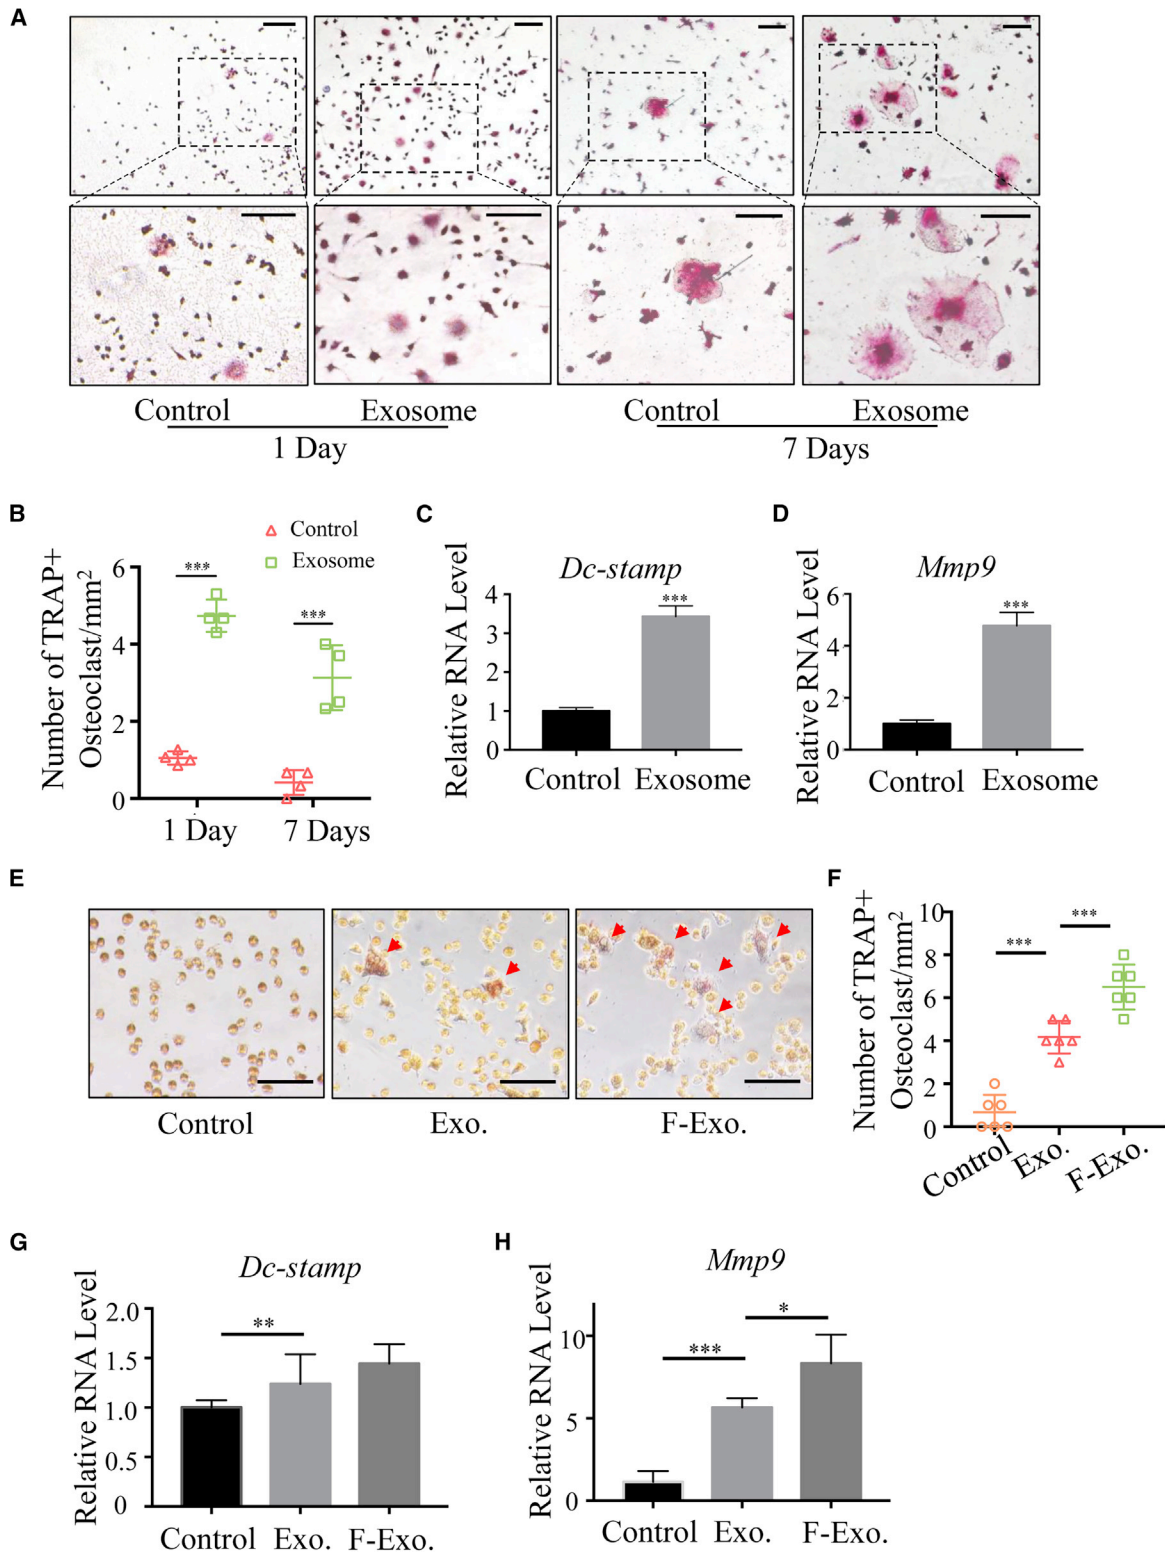 A
Control
Exosome
Control
Exosome
1 Day
7 Days
B
Number of TRAP+
Osteoclast/mm2
Control
Exosome
***
***
6
4
2
0
1 Day
7 Days
C
Relative RNA Level
Dc-stamp
***
4
3
2
1
0
Control
Exosome
D
Relative RNA Level
Mmp9
***
6
4
2
0
Control
Exosome
E
Control
Exo.
F-Exo.
F
Number of TRAP+
Osteoclast/mm2
***
***
10
8
6
4
2
0
Control
Exo.
F-Exo.
G
Relative RNA Level
Dc-stamp
**
2.0
1.5
1.0
0.5
0
Control
Exo.
F-Exo.
H
Relative RNA Level
Mmp9
***
*
10
5
0
Control
Exo.
F-Exo.